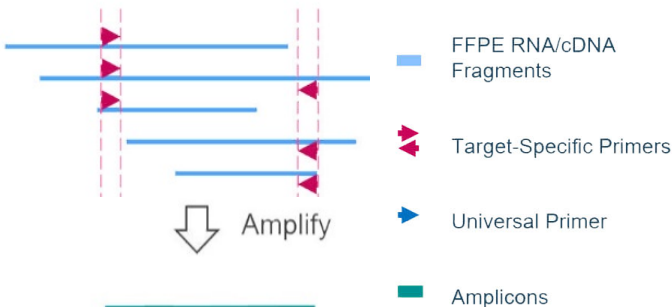 FFPE RNA/cDNA
Fragments
Target-Specific Primers
Universal Primer
Amplify
Amplicons